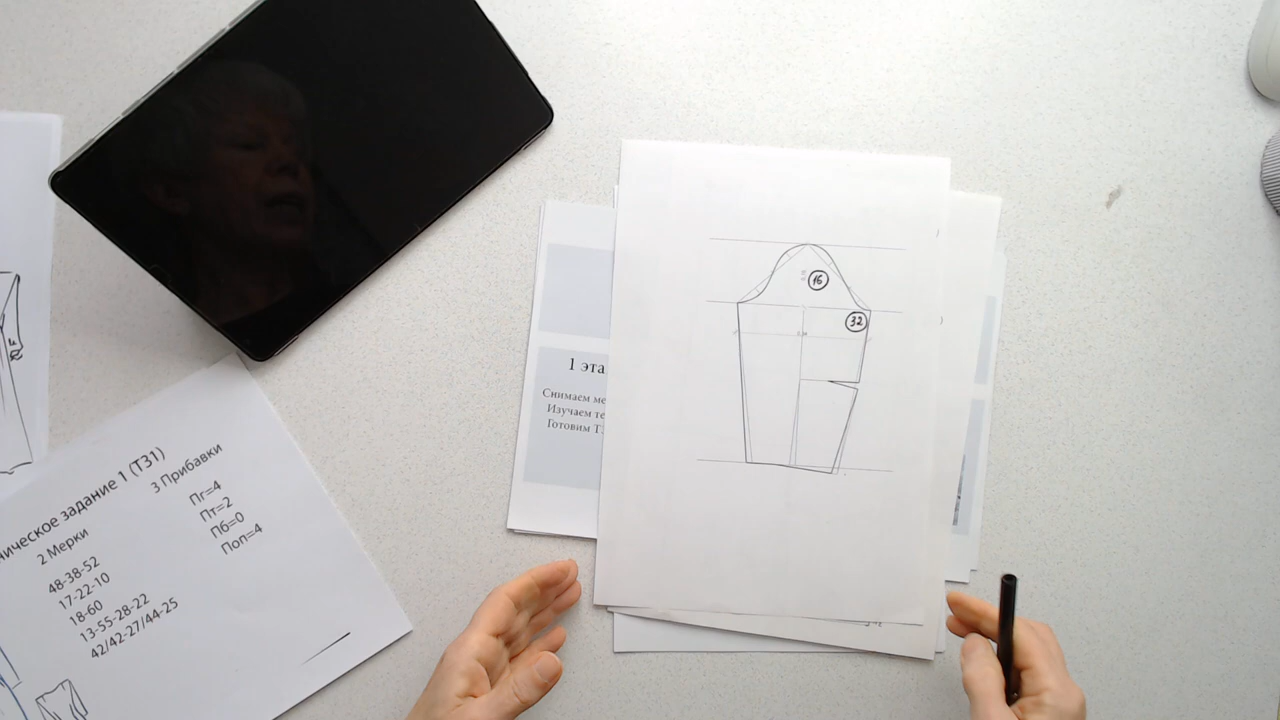 1 эта
Снимаем ме
Изучаем те
Готовим Т
16
32
ническое задание 1 (ТЗ1)
2 Мерки
48-38-52
17-22-10
18-60
13-55-28-22
42/42-27/44-25
3 Прибавки
Пг=4
Пт=2
Пб=0
Поп=4